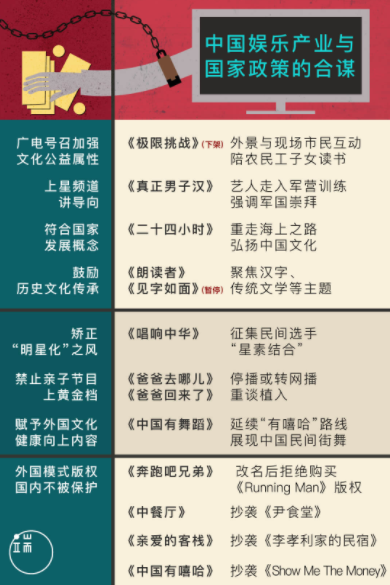 中国娱乐产业与
国家政策的合谋
广电号召加强
文化公益属性
《极限挑战》(下架)
外景与现场市民互动
陪农民工子女读书
上星频道
讲导向
《真正男子汉》
艺人走入军营训练
强调军国崇拜
符合国家
发展概念
《二十四小时》
重走海上之路
弘扬中国文化
鼓励
历史文化传承
《朗读者》
《见字如面》(暂停)
聚焦汉字、
传统文学等主题
矫正
“明星化”之风
《唱响中华》
征集民间选手
“星素结合”
禁止亲子节目
上黄金档
《爸爸去哪儿》
《爸爸回来了》
停播或转网播
重谈植入
赋予外国文化
健康向上内容
《中国有舞蹈》
延续“有嘻哈”路线
展现中国民间街舞
外国模式版权
国内不被保护
《奔跑吧兄弟》
改名后拒绝购买
《Running Man》版权
《中餐厅》
抄袭《尹食堂》
《亲爱的客栈》
抄袭《李孝利家的民宿》
《中国有嘻哈》
抄袭《Show Me The Money》
端